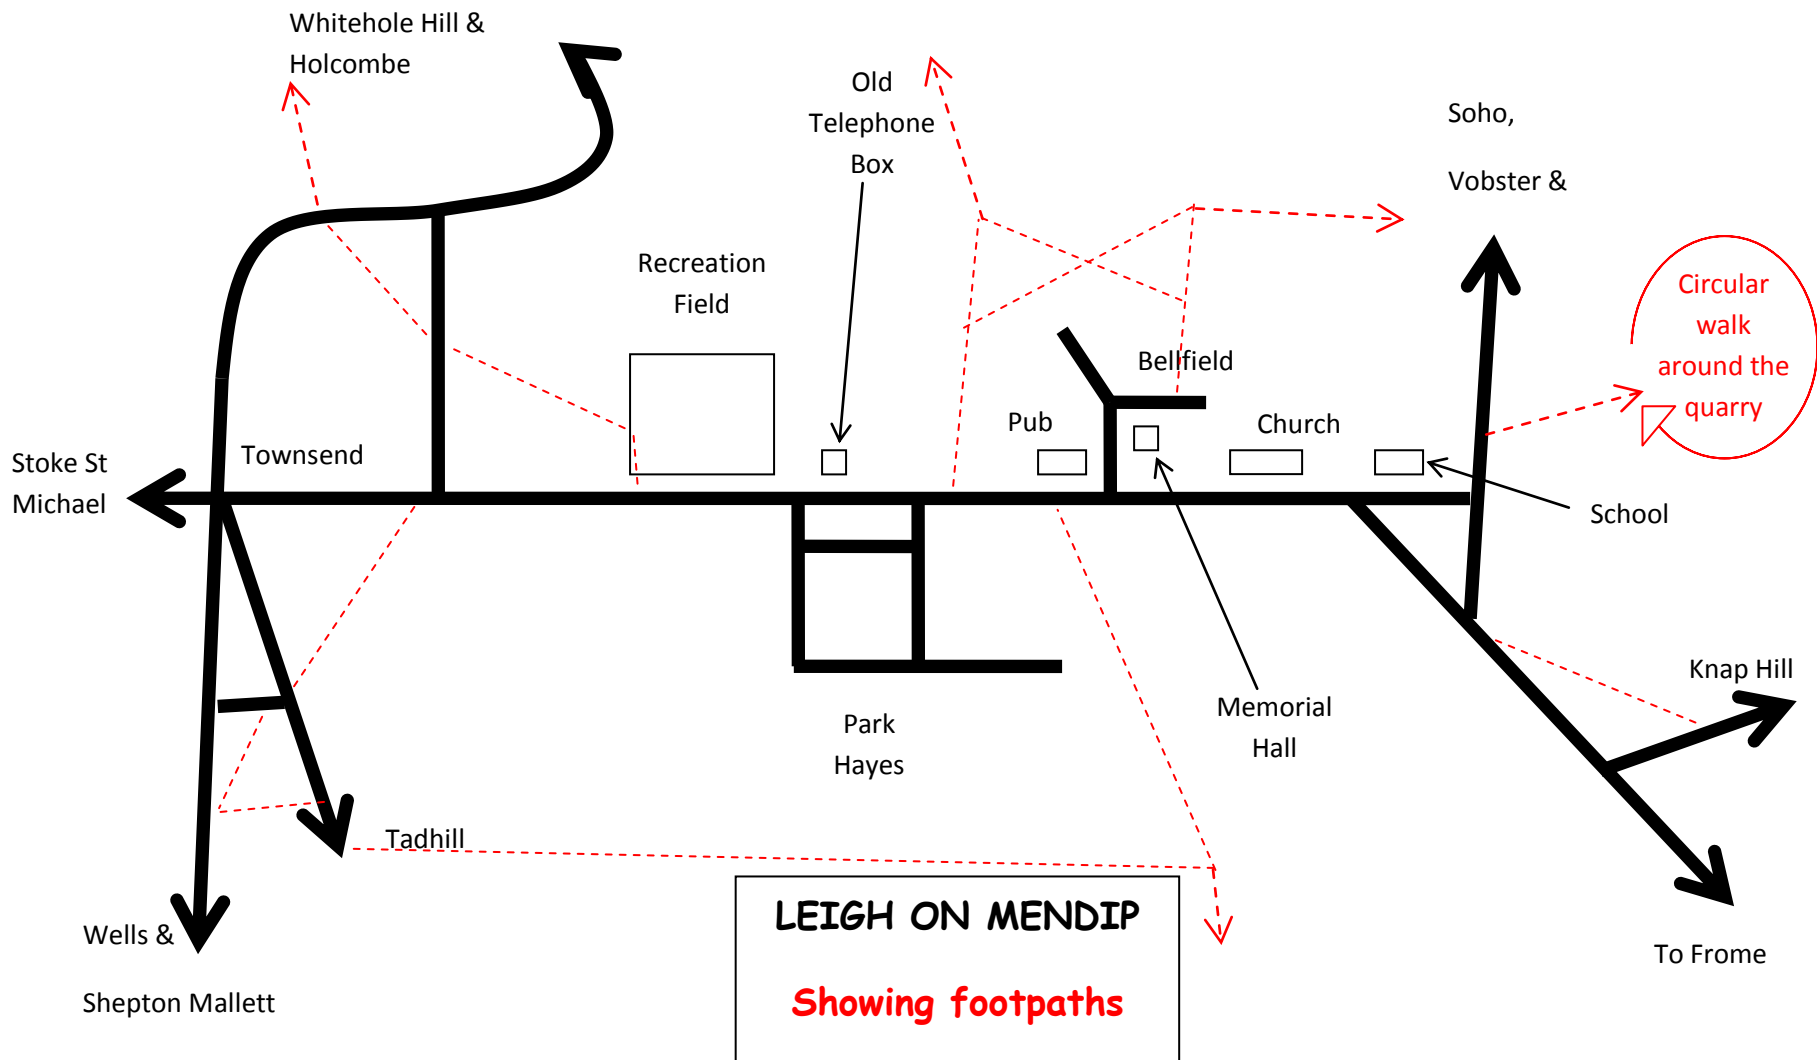 Whitehole Hill &
Holcombe
Old
Telephone
Box
Soho,
Vobster &
Recreation
Field
Circular
walk
around the
quarry
Bellfield
Pub
Church
Townsend
Stoke St
Michael
School
Knap Hill
Memorial
Hall
Park
Hayes
Tadhill
Wells &
Shepton Mallett
To Frome
LEIGH ON MENDIP
Showing footpaths